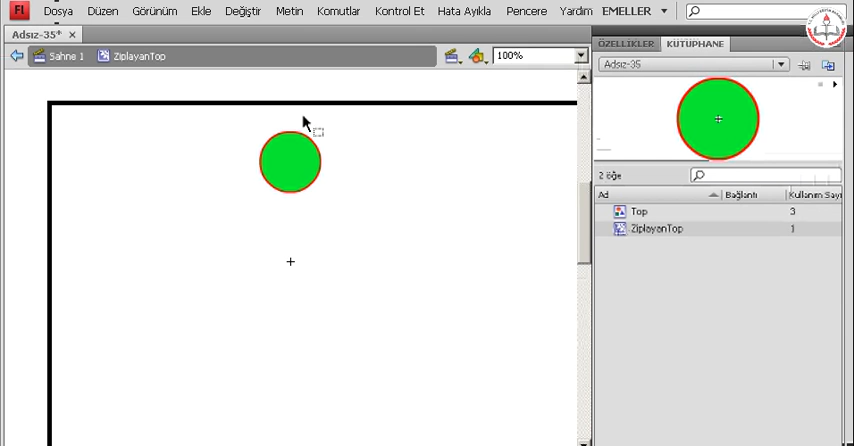 Fl Dosya Düzen Görünüm Ekle Değiştir Metin Komutlar Kontrol Et Hata Ayıkla Pencere Yardım EMELLER
Adsız-35* ×
Sahne 1 ZiplayanTop 100%
ÖZELLİKLER KÜTÜPHANE
Adsız-35
2 öğe
Ad Bağlantı Kullanım Sayı
Top 3
ZiplayanTop 1